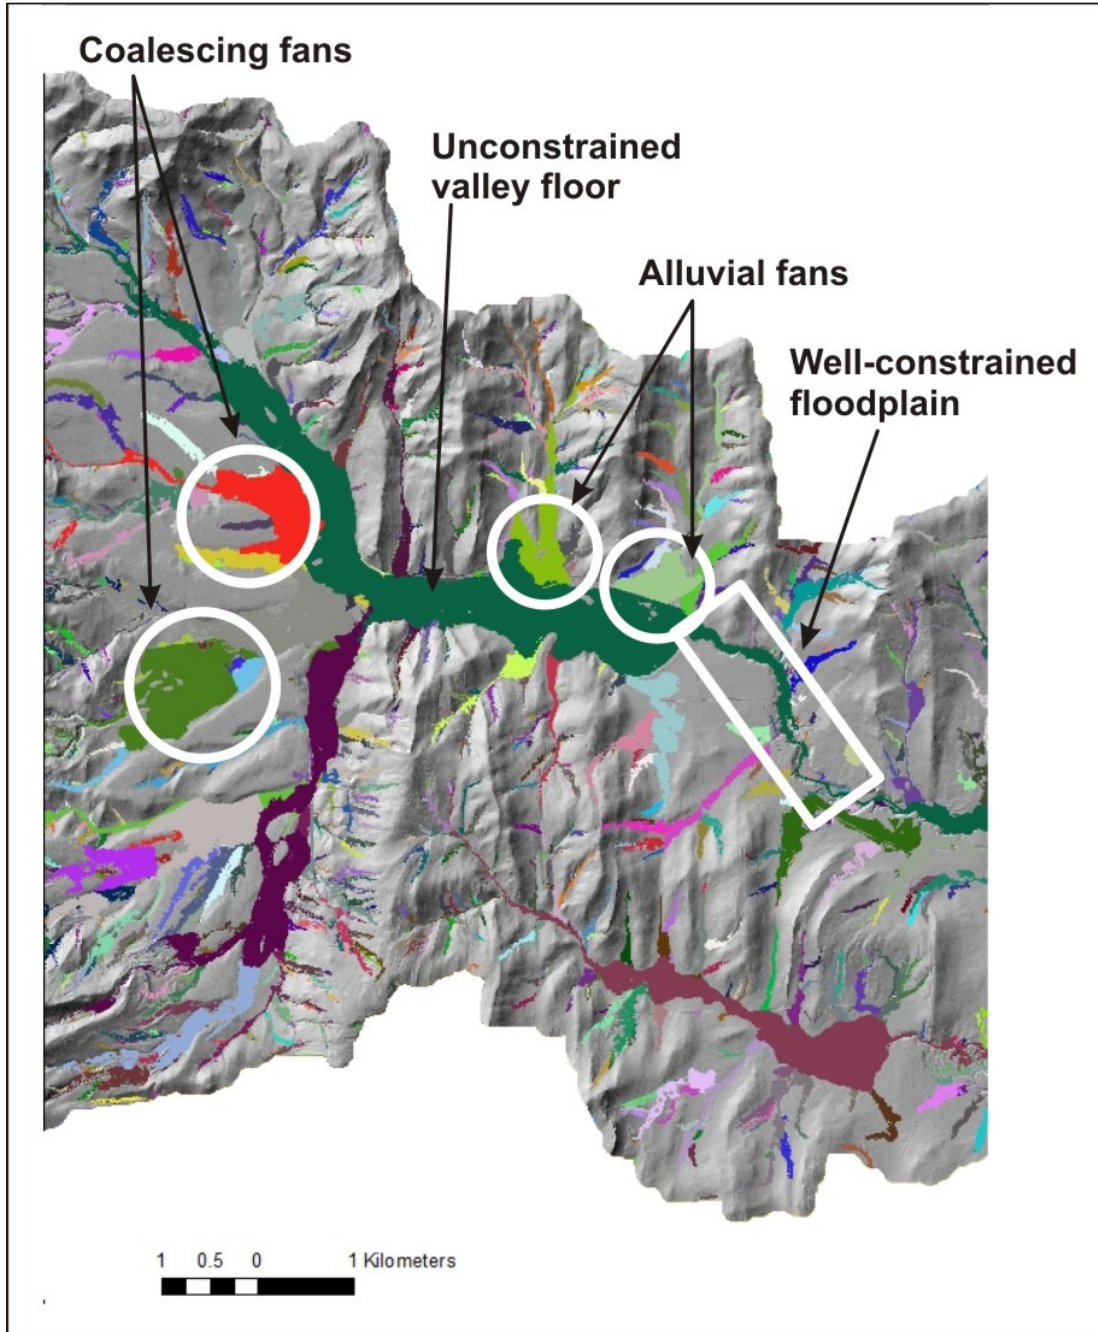 Coalescing fans
Unconstrained
valley floor
Alluvial fans
Well-constrained
floodplain
1 0.5 0 1 Kilometers